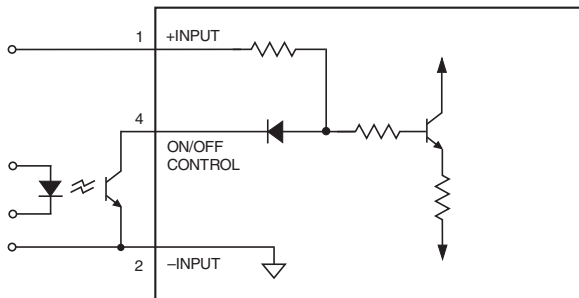 1 +INPUT
4
ON/OFF
CONTROL
2 –INPUT